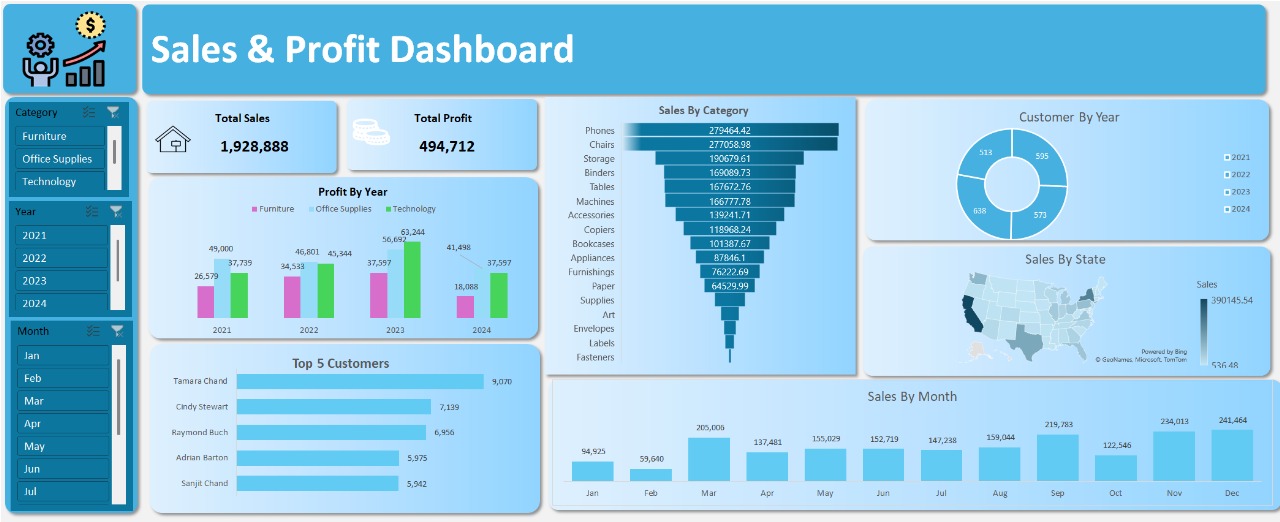 $
Sales & Profit Dashboard
Category
Furniture
Office Supplies
Technology
Year
2021
2022
2023
2024
Month
Jan
Feb
Mar
Apr
May
Jun
Jul
Total Sales
1,928,888
Total Profit
494,712
Profit By Year
Furniture Office Supplies Technology
26,579 49,000 37,739
34,533 46,801 45,344
37,597 56,692 63,244
18,088 41,498 37,597
2021 2022 2023 2024
Top 5 Customers
Tamara Chand 9,070
Cindy Stewart 7,139
Raymond Buch 6,956
Adrian Barton 5,975
Sanjit Chand 5,942
Sales By Category
Phones 279464.42
Chairs 277058.98
Storage 190679.61
Binders 169089.73
Tables 167672.76
Machines 166777.78
Accessories 139241.71
Copiers 118968.24
Bookcases 101387.67
Appliances 87846.1
Furnishings 76222.69
Paper 64529.99
Supplies
Art
Envelopes
Labels
Fasteners
Customer By Year
513 595
638 573
2021
2022
2023
2024
Sales By State
Sales
390145.54
536.48
Powered by Bing
© GeoNames, Microsoft, TomTom
Sales By Month
94,925 59,640 205,006 137,481 155,029 152,719 147,238 159,044 219,783 122,546 234,013 241,464
Jan Feb Mar Apr May Jun Jul Aug Sep Oct Nov Dec